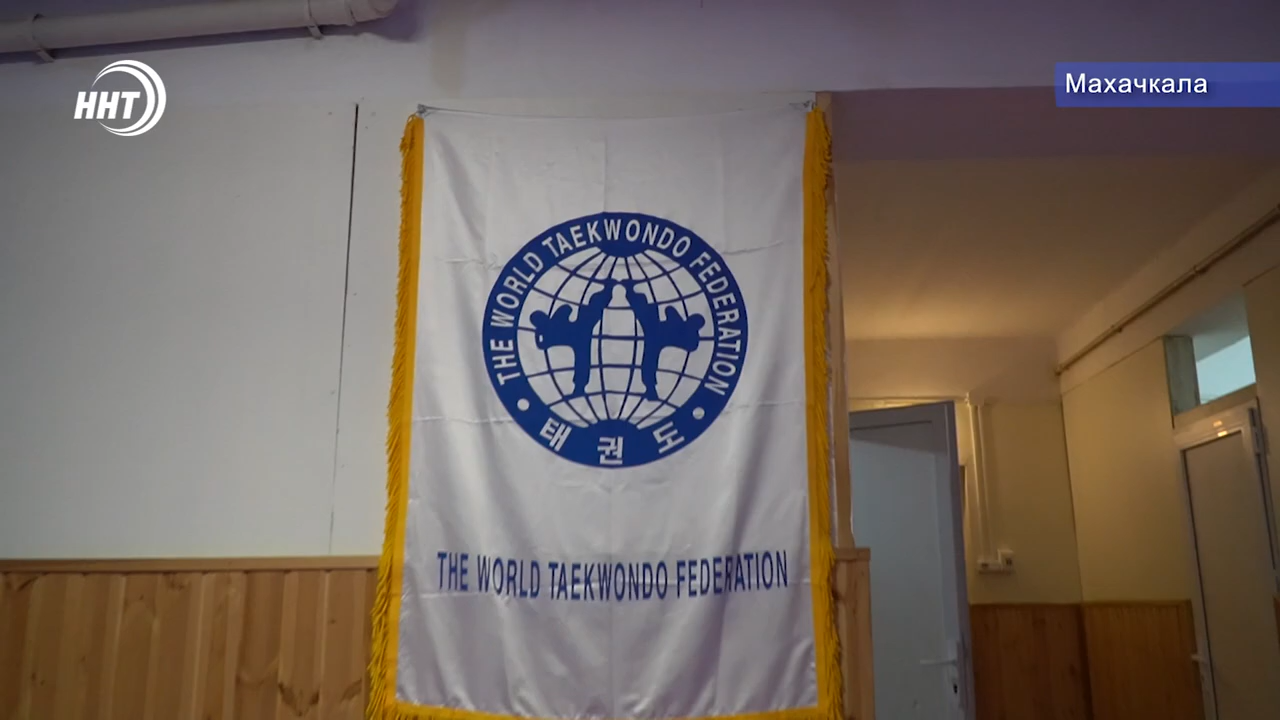 ННТ
Махачкала
THE WORLD TAEKWONDO FEDERATION
태권도
THE WORLD TAEKWONDO FEDERATION